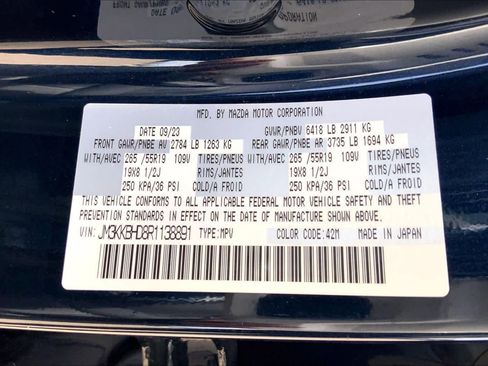 MFD. BY MAZDA MOTOR CORPORATION
DATE 09/23 GVWR/PNBV 6418 LB 2911 KG
FRONT GAWR/PNBE AV 2784 LB 1263 KG REAR GAWR/PNBE AR 3735 LB 1694 KG
WITH/AVEC 265 /55R19 109V TIRES/PNEUS WITH/AVEC 265 /55R19 109V TIRES/PNEUS
19X8 1/2J RIMS/JANTES 19X8 1/2J RIMS/JANTES
250 KPA/36 PSI COLD/A FROID 250 KPA/36 PSI COLD/A FROID
THIS VEHICLE CONFORMS TO ALL APPLICABLE FEDERAL MOTOR VEHICLE SAFETY AND THEFT
PREVENTION STANDARDS IN EFFECT ON THE DATE OF MANUFACTURE SHOWN ABOVE.
VIN: JM3KKBHD8R1138891 TYPE: MPV COLOR CODE: 42M MADE IN JAPAN